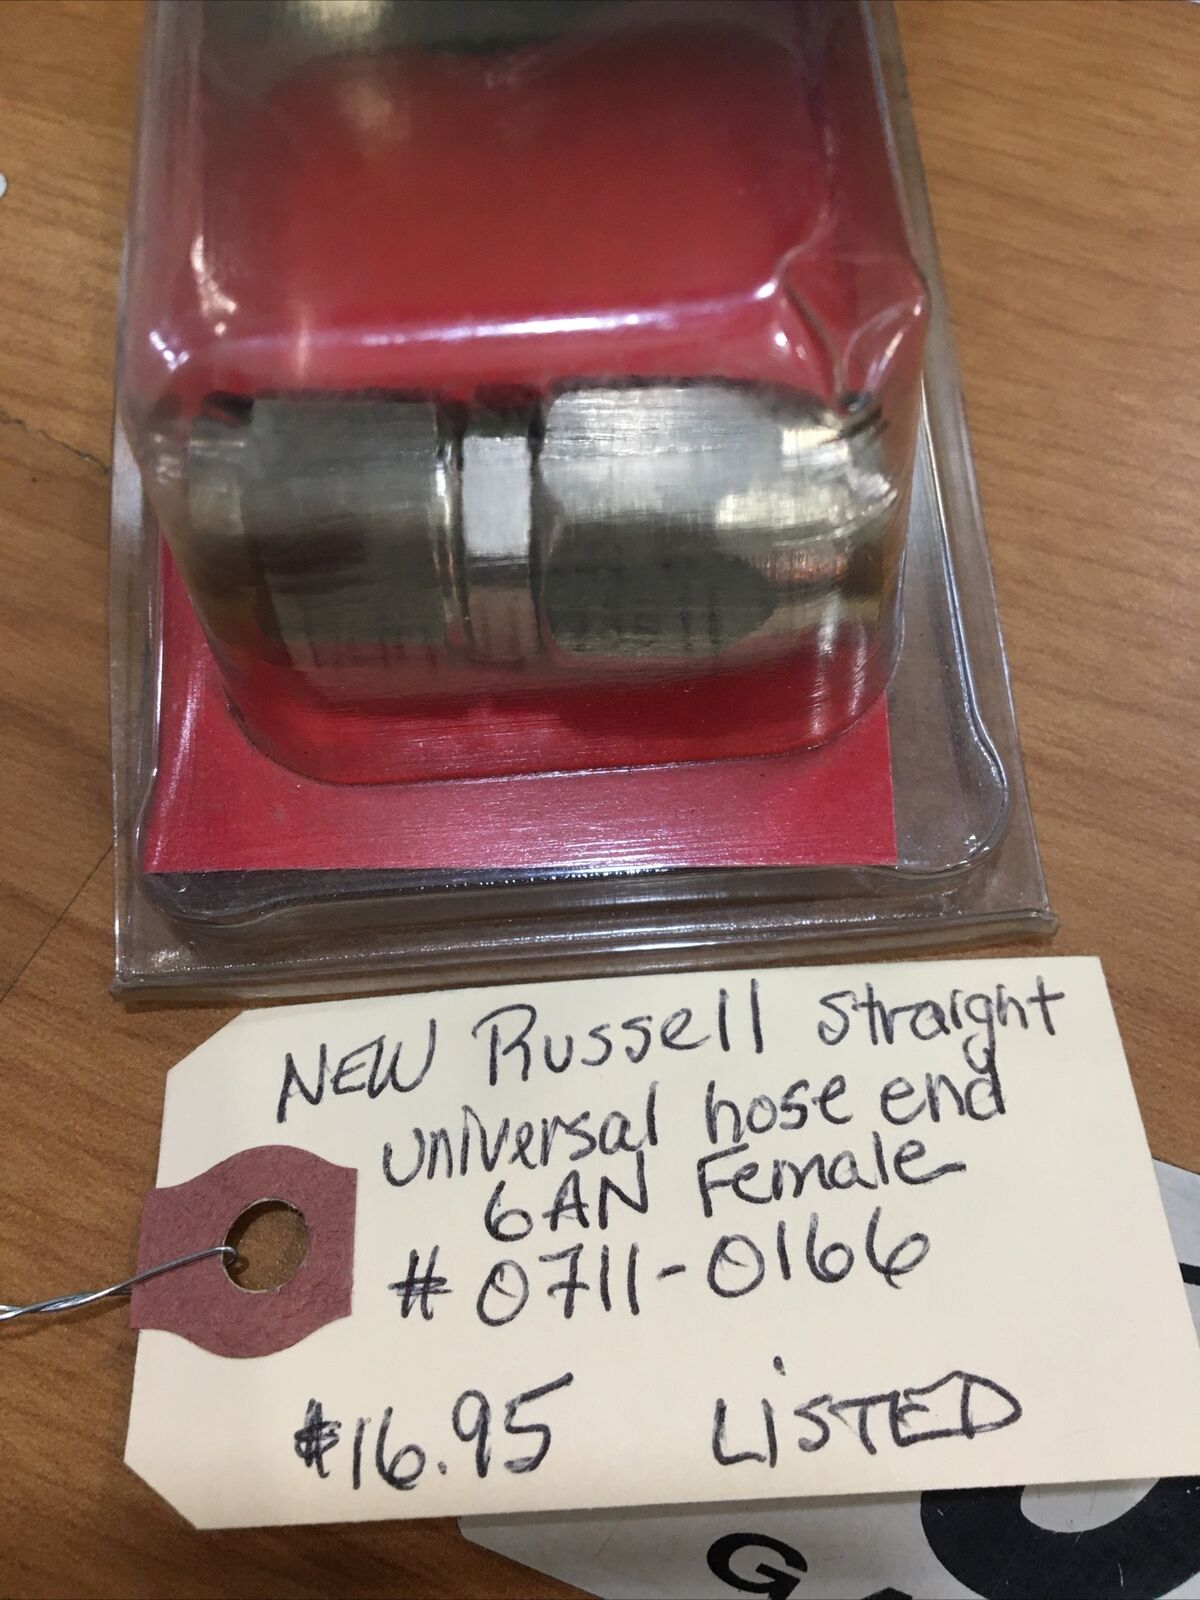 NEW Russell straight
universal hose end
6AN Female
# 0711-0166
$16.95 LiSTED
G